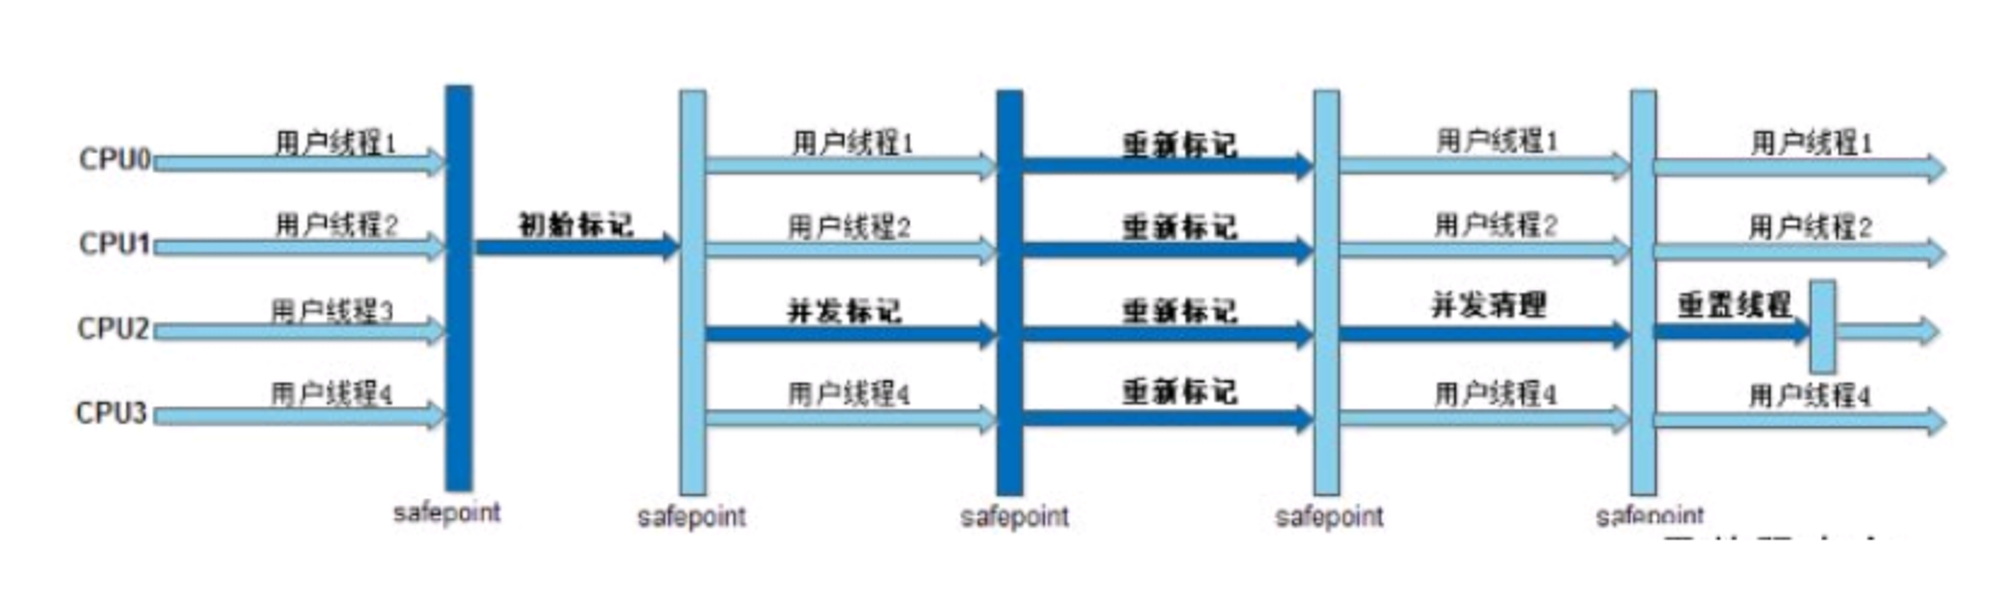 用户线程1 用户线程1 重新标记 用户线程1 用户线程1
CPU0
用户线程2 初始标记 用户线程2 重新标记 用户线程2 用户线程2
CPU1
用户线程3 并发标记 重新标记 并发清理 重置线程
CPU2
用户线程4 用户线程4 重新标记 用户线程4 用户线程4
CPU3
safepoint safepoint safepoint safepoint safepoint